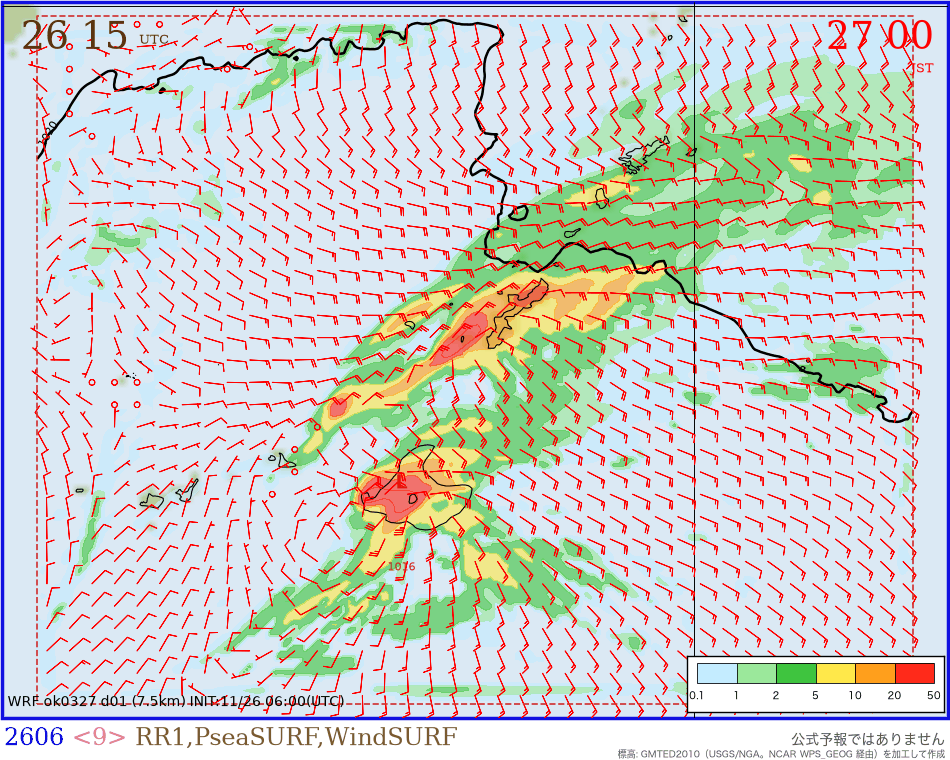 26 15 UTC
27 00
JST
1016
WRF ok0327 d01 (7.5km) INIT:11/26 06:00(UTC)
0.1 1 2 5 10 20 50
2606 <9> RR1,PseaSURF,WindSURF
公式予報ではありません
標高: GMTED2010（USGS/NGA。NCAR WPS_GEOG 経由）を加工して作成